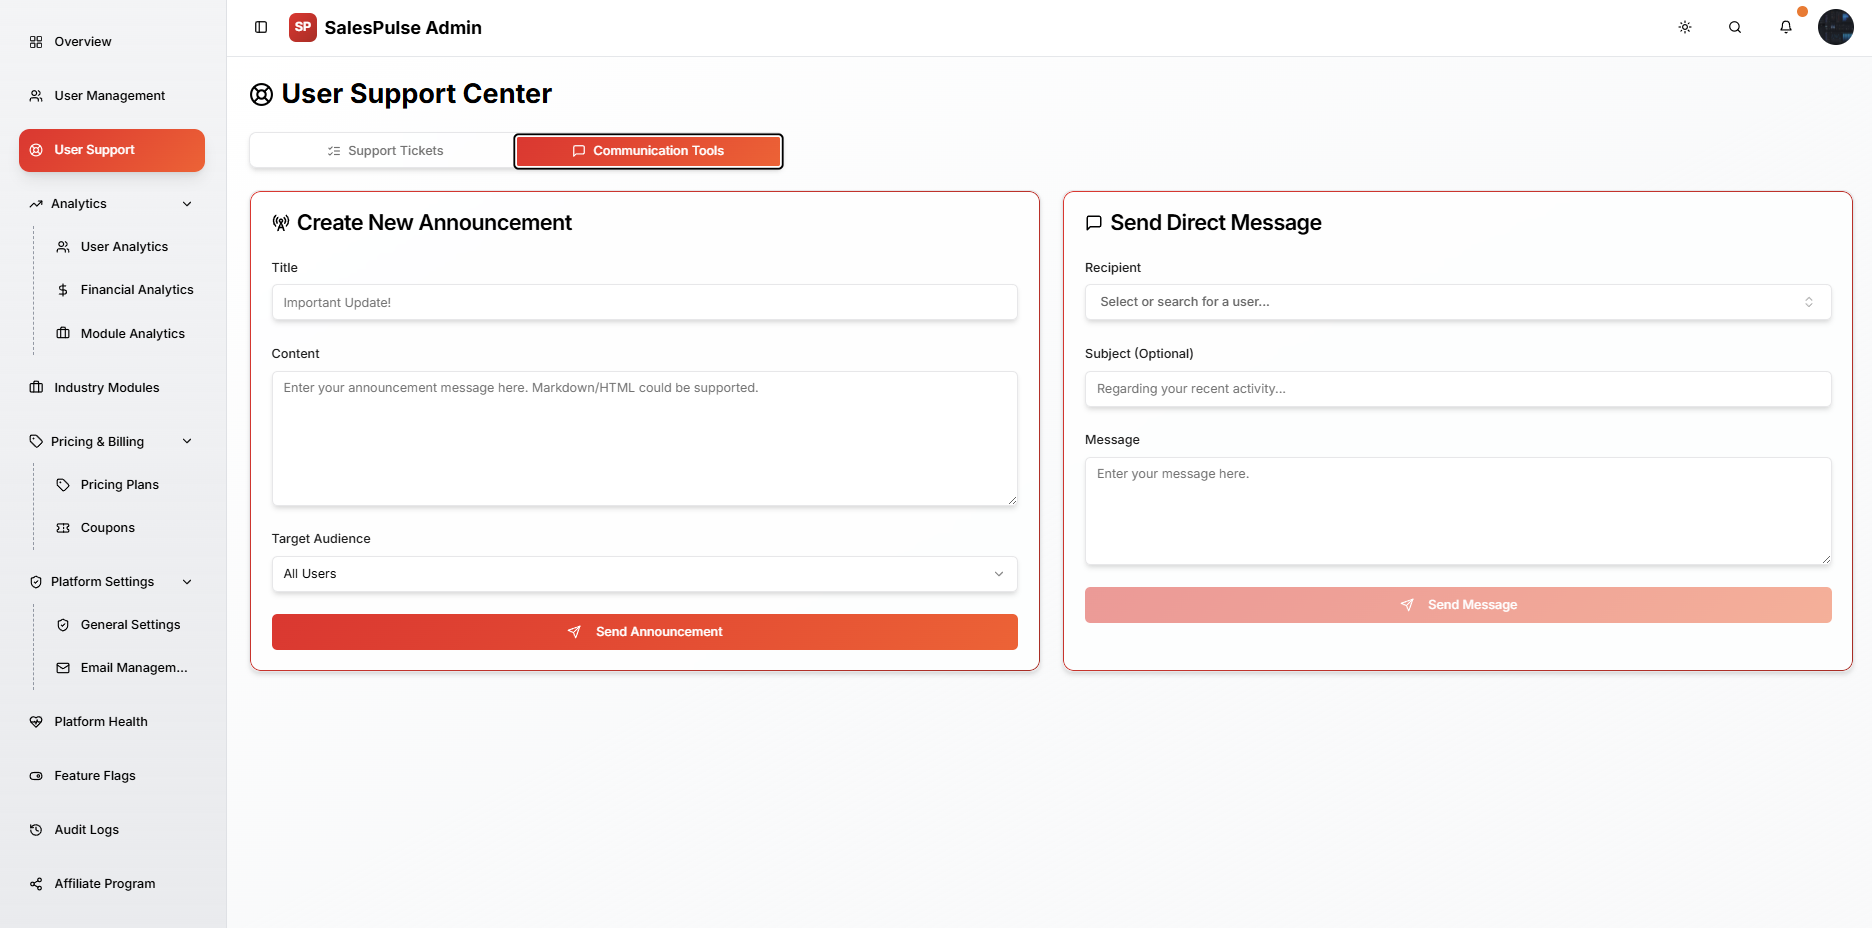 SP SalesPulse Admin
Overview
User Management
User Support
Analytics
User Analytics
Financial Analytics
Module Analytics
Industry Modules
Pricing & Billing
Pricing Plans
Coupons
Platform Settings
General Settings
Email Managem...
Platform Health
Feature Flags
Audit Logs
Affiliate Program
User Support Center
Support Tickets
Communication Tools
Create New Announcement
Title
Important Update!
Content
Enter your announcement message here. Markdown/HTML could be supported.
Target Audience
All Users
Send Announcement
Send Direct Message
Recipient
Select or search for a user...
Subject (Optional)
Regarding your recent activity...
Message
Enter your message here.
Send Message